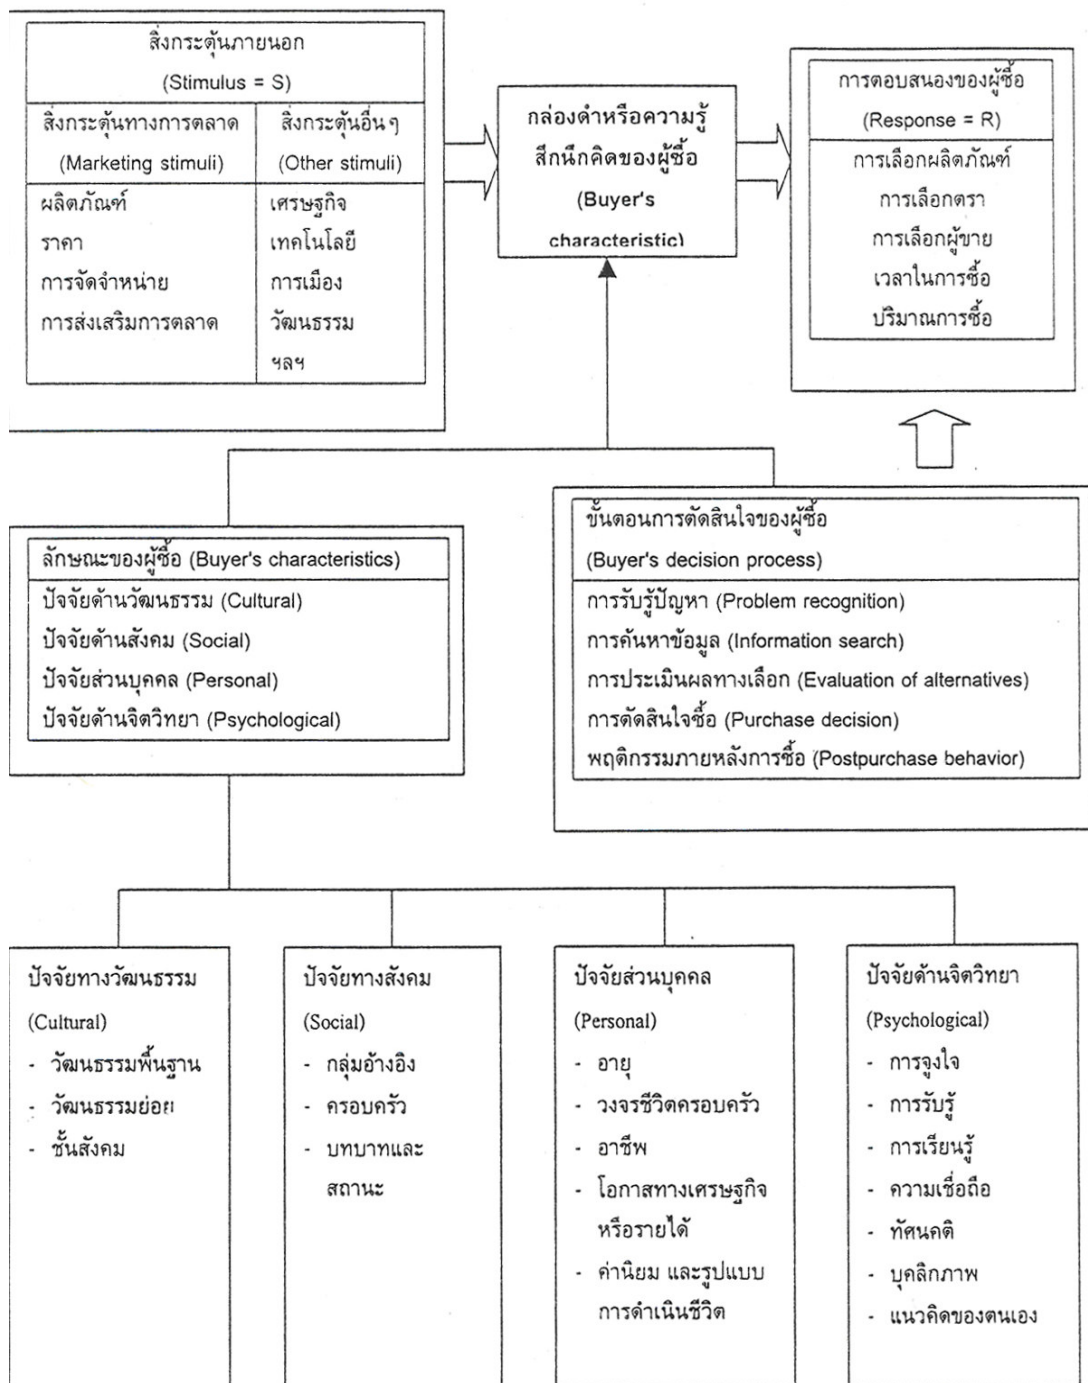 สิ่งกระตุ้นภายนอก
(Stimulus = S)
สิ่งกระตุ้นทางการตลาด
(Marketing stimuli)
ผลิตภัณฑ์
ราคา
การจัดจำหน่าย
การส่งเสริมการตลาด
สิ่งกระตุ้นอื่นๆ
(Other stimuli)
เศรษฐกิจ
เทคโนโลยี
การเมือง
วัฒนธรรม
ฯลฯ
กล่องดำหรือความรู้
สึกนึกคิดของผู้ซื้อ
(Buyer's
characteristic)
การตอบสนองของผู้ซื้อ
(Response = R)
การเลือกผลิตภัณฑ์
การเลือกตรา
การเลือกผู้ขาย
เวลาในการซื้อ
ปริมาณการซื้อ
ลักษณะของผู้ซื้อ (Buyer's characteristics)
ปัจจัยด้านวัฒนธรรม (Cultural)
ปัจจัยด้านสังคม (Social)
ปัจจัยส่วนบุคคล (Personal)
ปัจจัยด้านจิตวิทยา (Psychological)
ขั้นตอนการตัดสินใจของผู้ซื้อ
(Buyer's decision process)
การรับรู้ปัญหา (Problem recognition)
การค้นหาข้อมูล (Information search)
การประเมินผลทางเลือก (Evaluation of alternatives)
การตัดสินใจซื้อ (Purchase decision)
พฤติกรรมภายหลังการซื้อ (Postpurchase behavior)
ปัจจัยทางวัฒนธรรม
(Cultural)
- วัฒนธรรมพื้นฐาน
- วัฒนธรรมย่อย
- ชั้นสังคม
ปัจจัยทางสังคม
(Social)
- กลุ่มอ้างอิง
- ครอบครัว
- บทบาทและ
สถานะ
ปัจจัยส่วนบุคคล
(Personal)
- อายุ
- วงจรชีวิตครอบครัว
- อาชีพ
- โอกาสทางเศรษฐกิจ
หรือรายได้
- ค่านิยม และรูปแบบ
การดำเนินชีวิต
ปัจจัยด้านจิตวิทยา
(Psychological)
- การจูงใจ
- การรับรู้
- การเรียนรู้
- ความเชื่อถือ
- ทัศนคติ
- บุคลิกภาพ
- แนวคิดของตนเอง